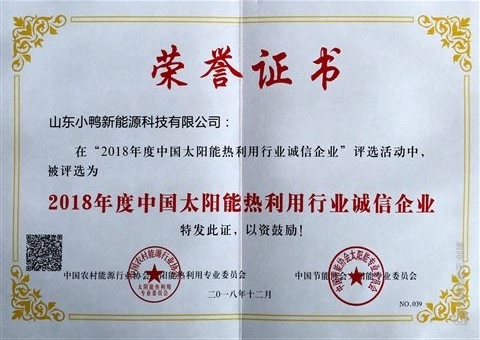 荣誉证书
山东小鸭新能源科技有限公司：
在“2018年度中国太阳能热利用行业诚信企业”评选活动中，
被评选为
2018年度中国太阳能热利用行业诚信企业
特发此证，以资鼓励！
中国农村能源行业协会太阳能热利用专业委员会
中国节能协会太阳能专业委员会
二〇一八年十二月
NO.039